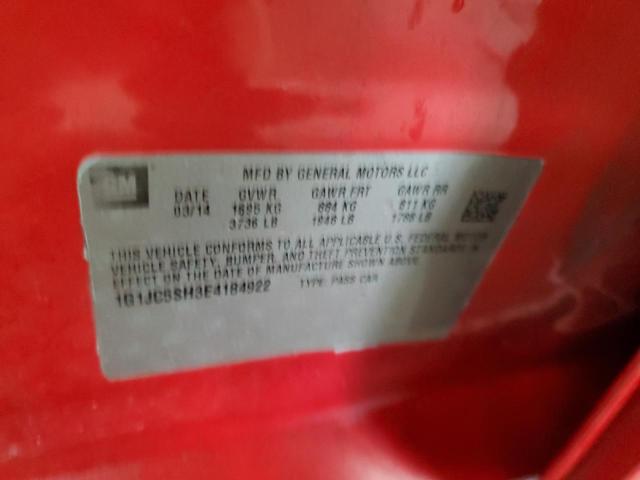 GM
MFD BY GENERAL MOTORS LLC
DATE GVWR GAWR FRT GAWR RR
03/14 1695 KG 884 KG 811 KG
3736 LB 1948 LB 1788 LB
THIS VEHICLE CONFORMS TO ALL APPLICABLE U.S. FEDERAL MOTOR
VEHICLE SAFETY, BUMPER, AND THEFT PREVENTION STANDARDS IN
EFFECT ON THE DATE OF MANUFACTURE SHOWN ABOVE.
1G1JC5SH3E4184922 TYPE: PASS CAR